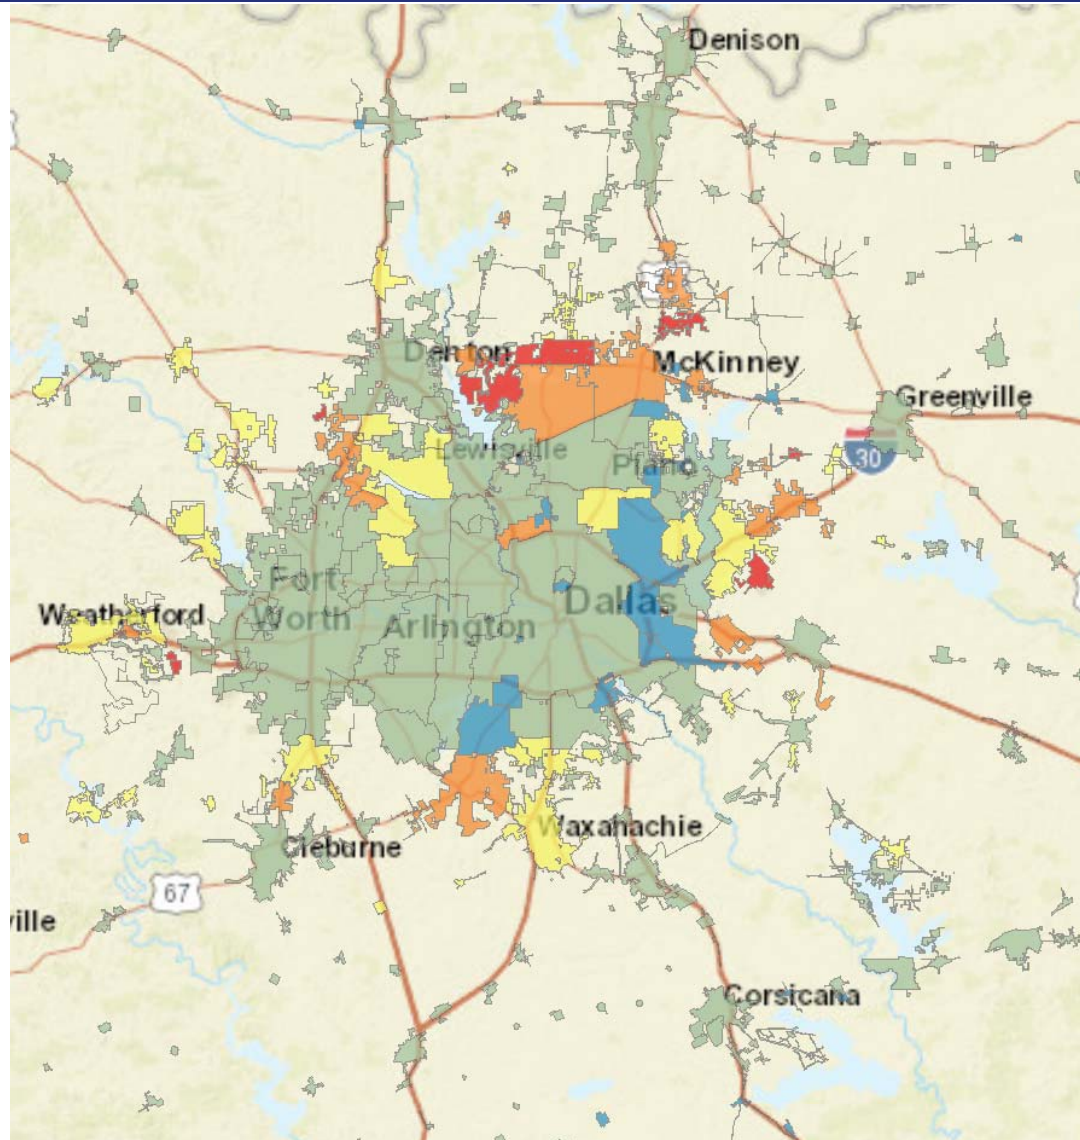 Denison
Denton
McKinney
Greenville
Lewisville
30
Plano
Fort
Worth
Dallas
Weatherford
Arlington
Waxahachie
Cleburne
67
ville
Corsicana